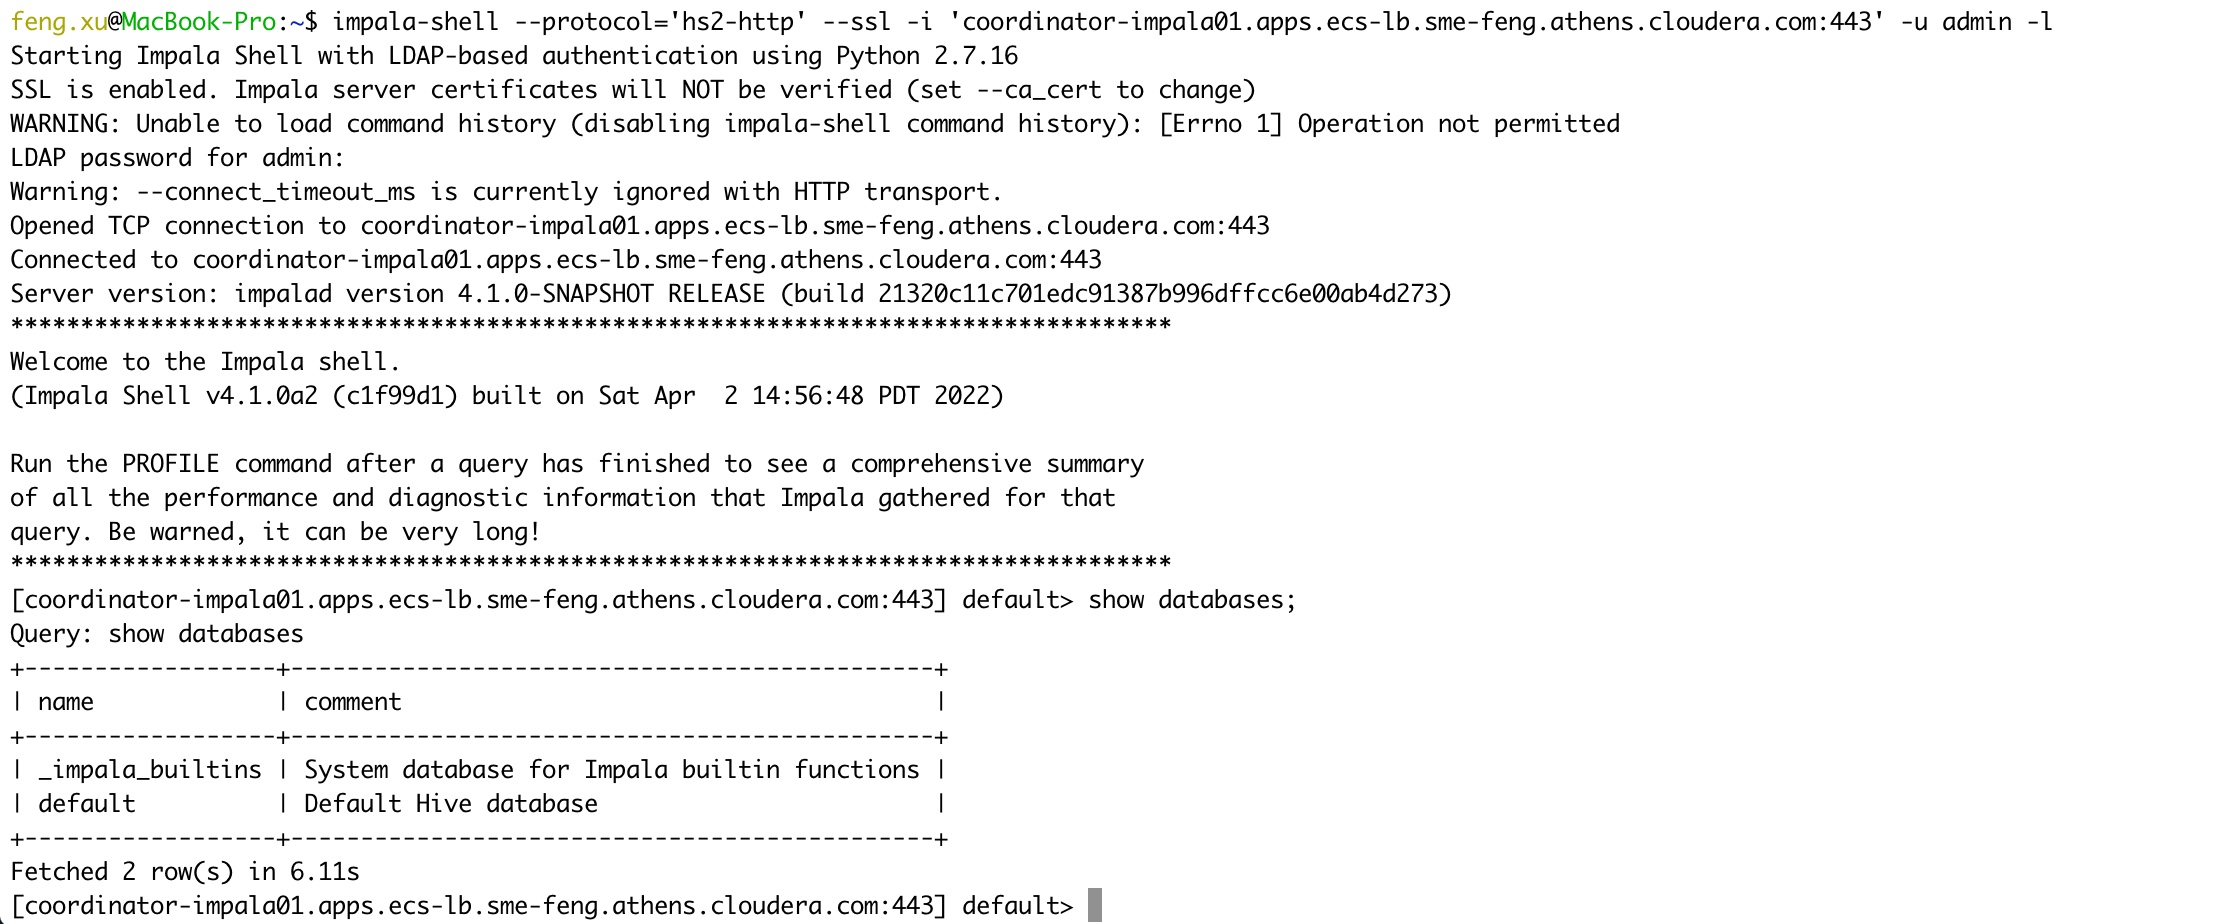 feng.xu@MacBook-Pro:~$ impala-shell --protocol='hs2-http' --ssl -i 'coordinator-impala01.apps.ecs-lb.sme-feng.athens.cloudera.com:443' -u admin -l
Starting Impala Shell with LDAP-based authentication using Python 2.7.16
SSL is enabled. Impala server certificates will NOT be verified (set --ca_cert to change)
WARNING: Unable to load command history (disabling impala-shell command history): [Errno 1] Operation not permitted
LDAP password for admin:
Warning: --connect_timeout_ms is currently ignored with HTTP transport.
Opened TCP connection to coordinator-impala01.apps.ecs-lb.sme-feng.athens.cloudera.com:443
Connected to coordinator-impala01.apps.ecs-lb.sme-feng.athens.cloudera.com:443
Server version: impalad version 4.1.0-SNAPSHOT RELEASE (build 21320c11c701edc91387b996dffcc6e00ab4d273)
***********************************************************************************
Welcome to the Impala shell.
(Impala Shell v4.1.0a2 (c1f99d1) built on Sat Apr  2 14:56:48 PDT 2022)

Run the PROFILE command after a query has finished to see a comprehensive summary
of all the performance and diagnostic information that Impala gathered for that
query. Be warned, it can be very long!
***********************************************************************************
[coordinator-impala01.apps.ecs-lb.sme-feng.athens.cloudera.com:443] default> show databases;
Query: show databases
+------------------+----------------------------------------------+
| name             | comment                                      |
+------------------+----------------------------------------------+
| _impala_builtins | System database for Impala builtin functions |
| default          | Default Hive database                        |
+------------------+----------------------------------------------+
Fetched 2 row(s) in 6.11s
[coordinator-impala01.apps.ecs-lb.sme-feng.athens.cloudera.com:443] default>